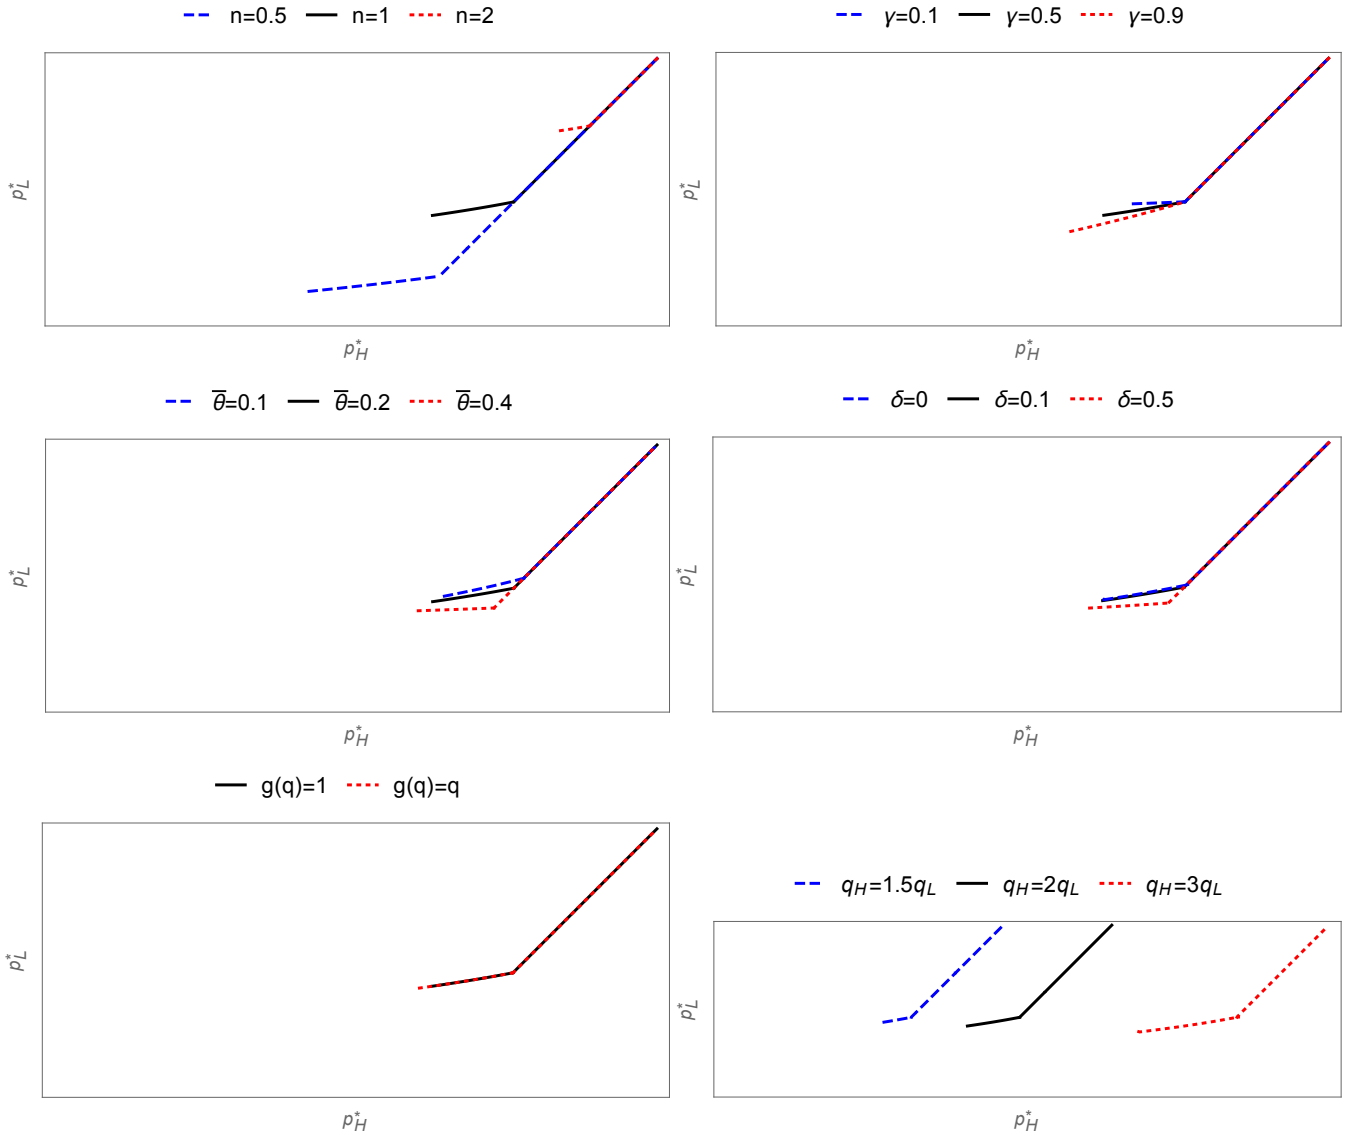 n=0.5 n=1 n=2
γ=0.1 γ=0.5 γ=0.9
p*L
p*H
p*L
p*H
θ̅=0.1 θ̅=0.2 θ̅=0.4
δ=0 δ=0.1 δ=0.5
p*L
p*H
p*L
p*H
g(q)=1 g(q)=q
qH=1.5qL qH=2qL qH=3qL
p*L
p*H
p*L
p*H